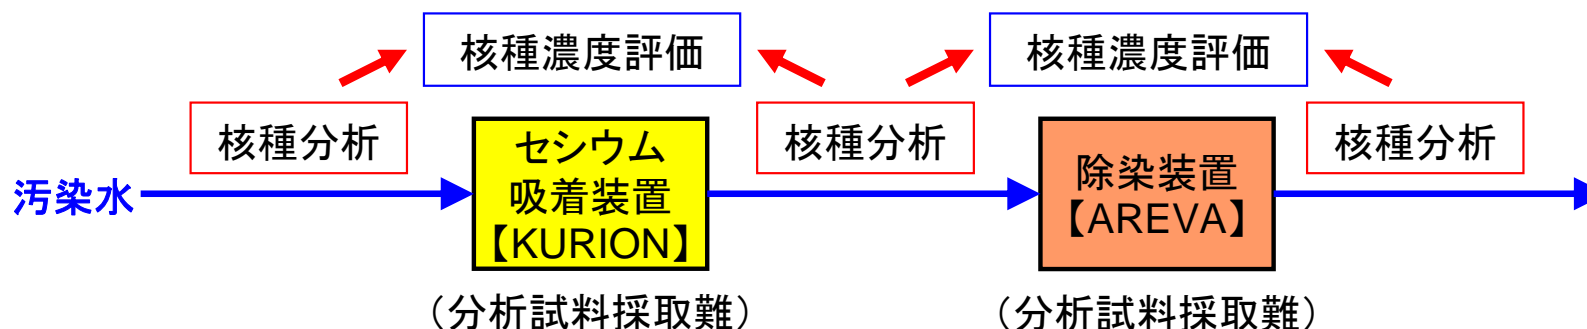 核種濃度評価
核種濃度評価
核種分析
核種分析
核種分析
汚染水
セシウム
吸着装置
【KURION】
除染装置
【AREVA】
（分析試料採取難）
（分析試料採取難）